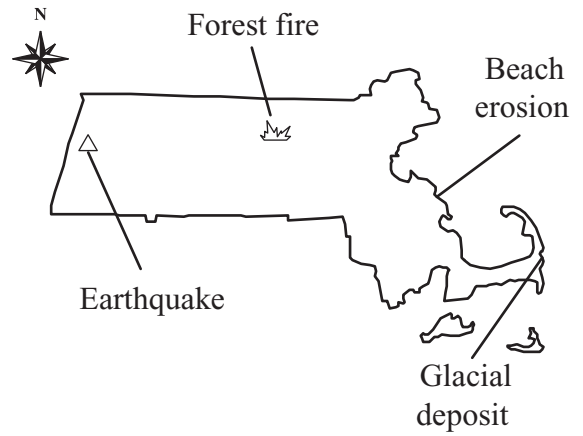 N
Forest fire
Beach
erosion
Earthquake
Glacial
deposit